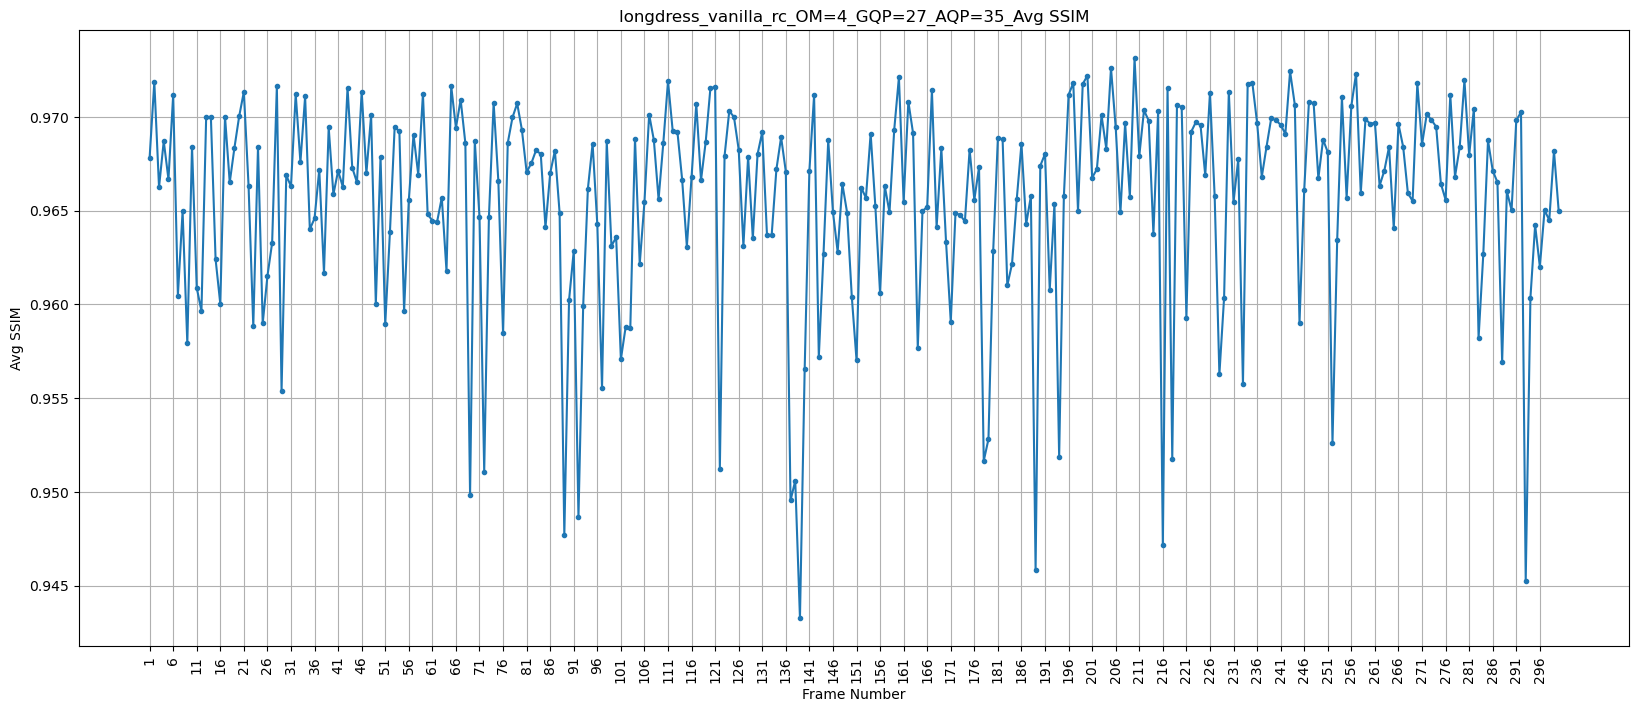 longdress_vanilla_rc_OM=4_GQP=27_AQP=35_Avg SSIM
Avg SSIM
0.970
0.965
0.960
0.955
0.950
0.945
1 6 11 16 21 26 31 36 41 46 51 56 61 66 71 76 81 86 91 96 101 106 111 116 121 126 131 136 141 146 151 156 161 166 171 176 181 186 191 196 201 206 211 216 221 226 231 236 241 246 251 256 261 266 271 276 281 286 291 296
Frame Number